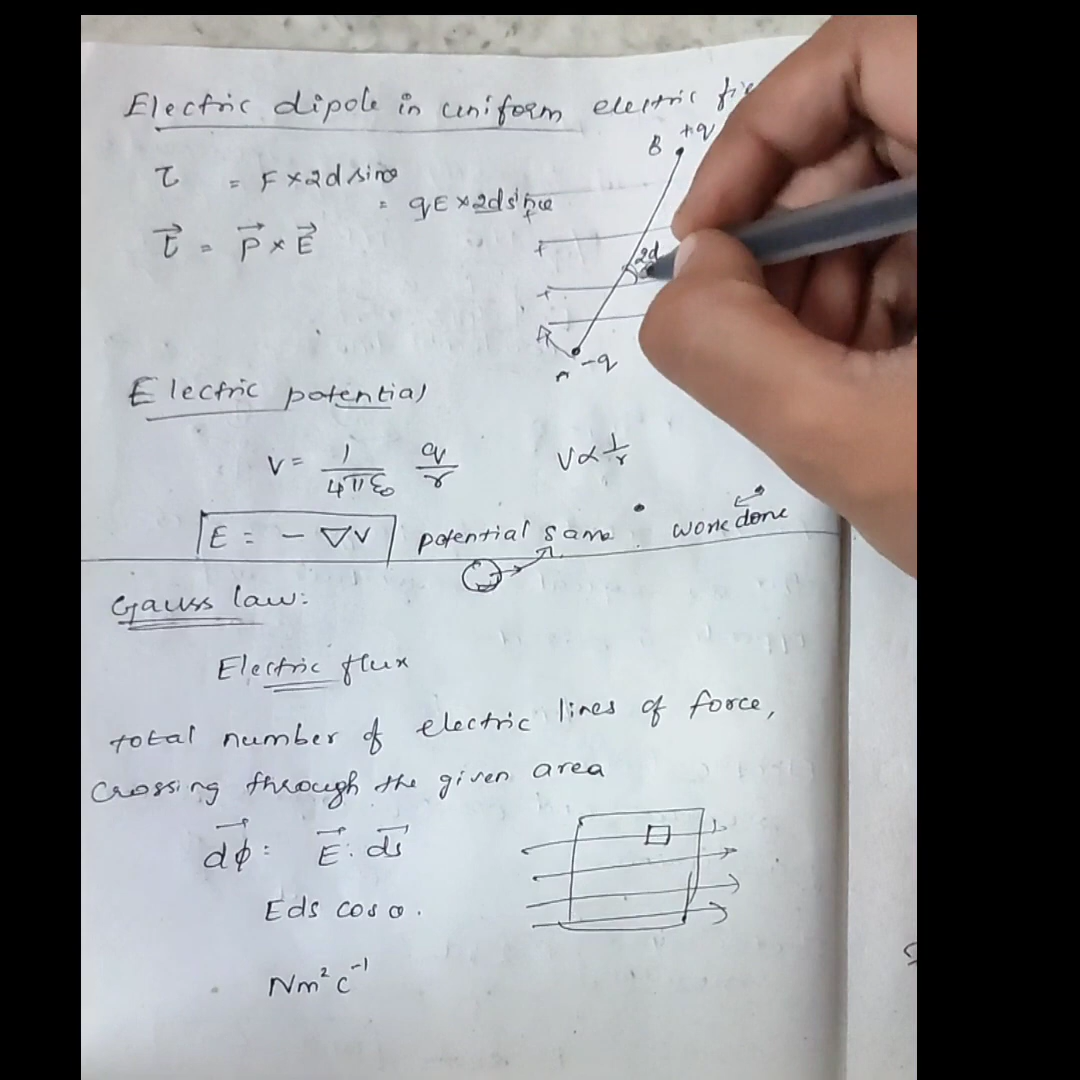 Electric dipole in uniform electric
B +q
τ = F × 2d sinθ
= qE × 2d sinθ
τ⃗ = P⃗ × E⃗
2d
-q
Electric potential
V = 1/4πε₀ q/r
V ∝ 1/r
E = - ∇V potential same work done
Gauss law:
Electric flux
total number of electric lines of force,
crossing through the given area
dϕ⃗ = E⃗ . ds⃗
Eds cos θ.
Nm² C⁻¹